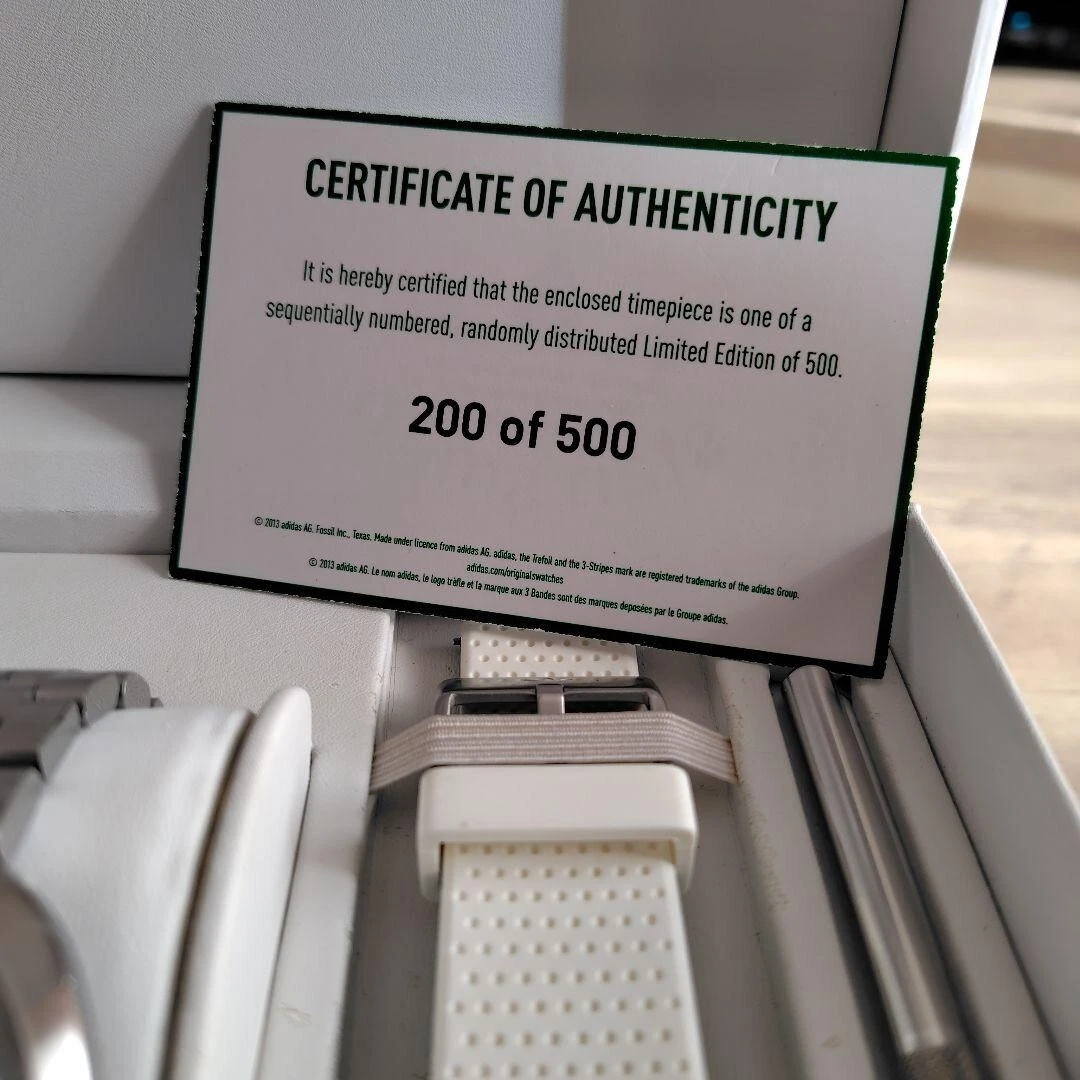 CERTIFICATE OF AUTHENTICITY
It is hereby certified that the enclosed timepiece is one of a
sequentially numbered, randomly distributed Limited Edition of 500.
200 of 500
© 2013 adidas AG. Fossil Inc., Texas. Made under licence from adidas AG. adidas, the Trefoil and the 3-Stripes mark are registered trademarks of the adidas Group.
adidas.com/originalswatches
© 2013 adidas AG. Le nom adidas, le logo trèfle et la marque aux 3 Bandes sont des marques deposées par le Groupe adidas.